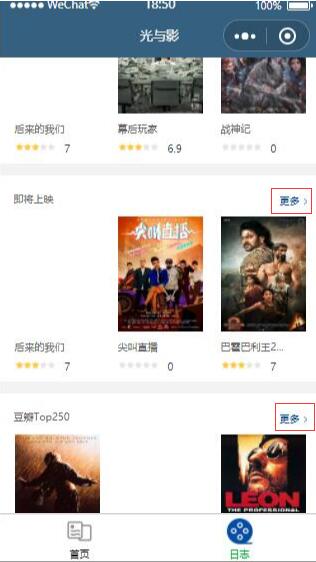 WeChat 18:50 100%
光与影
后来的我们 幕后玩家 战神纪
7 6.9 0
即将上映 更多
尖叫直播
后来的我们 尖叫直播 巴霍巴利王2...
7 0 7
豆瓣Top250 更多
LEON
THE PROFESSIONAL
首页 日志